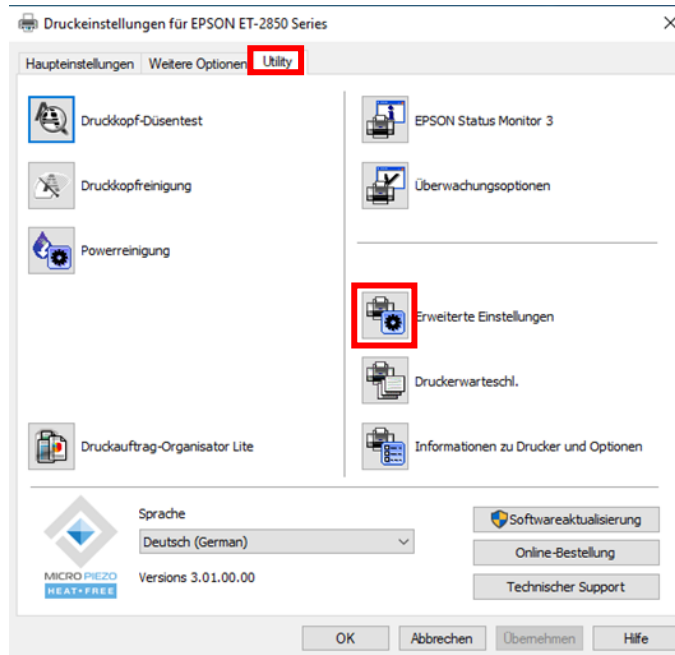 Druckeinstellungen für EPSON ET-2850 Series
Haupteinstellungen Weitere Optionen Utility
Druckkopf-Düsentest
Druckkopfreinigung
Powerreinigung
Druckauftrag-Organisator Lite
EPSON Status Monitor 3
Überwachungsoptionen
Erweiterte Einstellungen
Druckerwarteschl.
Informationen zu Drucker und Optionen
MICRO PIEZO
HEAT•FREE
Sprache
Deutsch (German)
Versions 3.01.00.00
Softwareaktualisierung
Online-Bestellung
Technischer Support
OK Abbrechen Übernehmen Hilfe